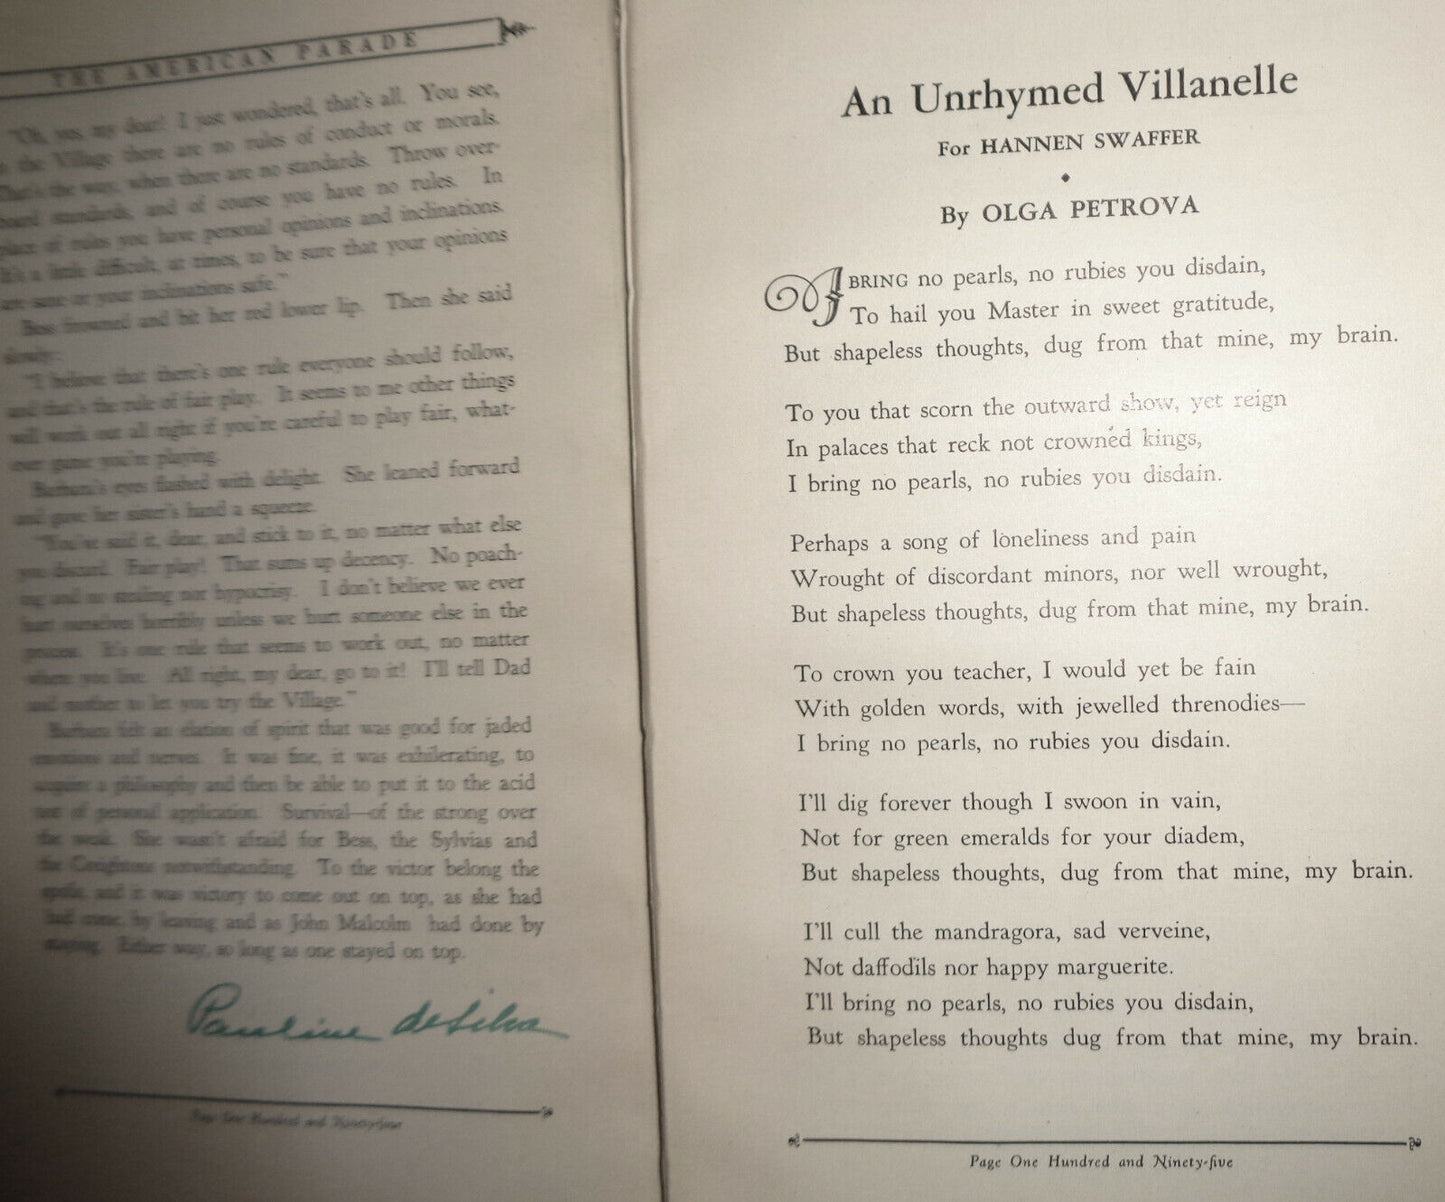 THE AMERICAN PARADE
"Oh, yes, my dear! I just wondered, that's all. You see,
the Village there are no rules of conduct or morals.
That's the way, when there are no standards. Throw over-
board standards, and of course you have no rules. In
place of rules you have personal opinions and inclinations.
It's a little difficult, at times, to be sure that your opinions
are sane or your inclinations safe."
Bess frowned and bit her red lower lip. Then she said
slowly:
"I believe that there's one rule everyone should follow,
and that's the rule of fair play. It seems to me other things
will work out all right if you're careful to play fair, what-
ever game you're playing.
Barbara's eyes flashed with delight. She leaned forward
and gave her sister's hand a squeeze.
"You've said it, dear, and stick to it, no matter what else
you discard. Fair play! That sums up decency. No poach-
ing and no stealing nor hypocrisy. I don't believe we ever
hurt ourselves horribly unless we hurt someone else in the
process. It's one rule that seems to work out, no matter
where you live. All right, my dear, go to it! I'll tell Dad
and mother to let you try the Village."
Barbara felt an elation of spirit that was good for jaded
emotions and nerves. It was fine, it was exhilerating, to
acquire a philosophy and then be able to put it to the acid
test of personal application. Survival—of the strong over
the weak. She wasn't afraid for Bess, the Sylvias and
the Creightons notwithstanding. To the victor belong the
spoils, and it was victory to come out on top, as she had
had done, by leaving and as John Malcolm had done by
staying. Either way, so long as one stayed on top.
Pauline deSilva
Page One Hundred and Ninety-four
An Unrhymed Villanelle
For HANNEN SWAFFER
By OLGA PETROVA
I BRING no pearls, no rubies you disdain,
To hail you Master in sweet gratitude,
But shapeless thoughts, dug from that mine, my brain.
To you that scorn the outward show, yet reign
In palaces that reck not crownéd kings,
I bring no pearls, no rubies you disdain.
Perhaps a song of loneliness and pain
Wrought of discordant minors, nor well wrought,
But shapeless thoughts, dug from that mine, my brain.
To crown you teacher, I would yet be fain
With golden words, with jewelled threnodies—
I bring no pearls, no rubies you disdain.
I'll dig forever though I swoon in vain,
Not for green emeralds for your diadem,
But shapeless thoughts, dug from that mine, my brain.
I'll cull the mandragora, sad verveine,
Not daffodils nor happy marguerite.
I'll bring no pearls, no rubies you disdain,
But shapeless thoughts dug from that mine, my brain.
Page One Hundred and Ninety-five